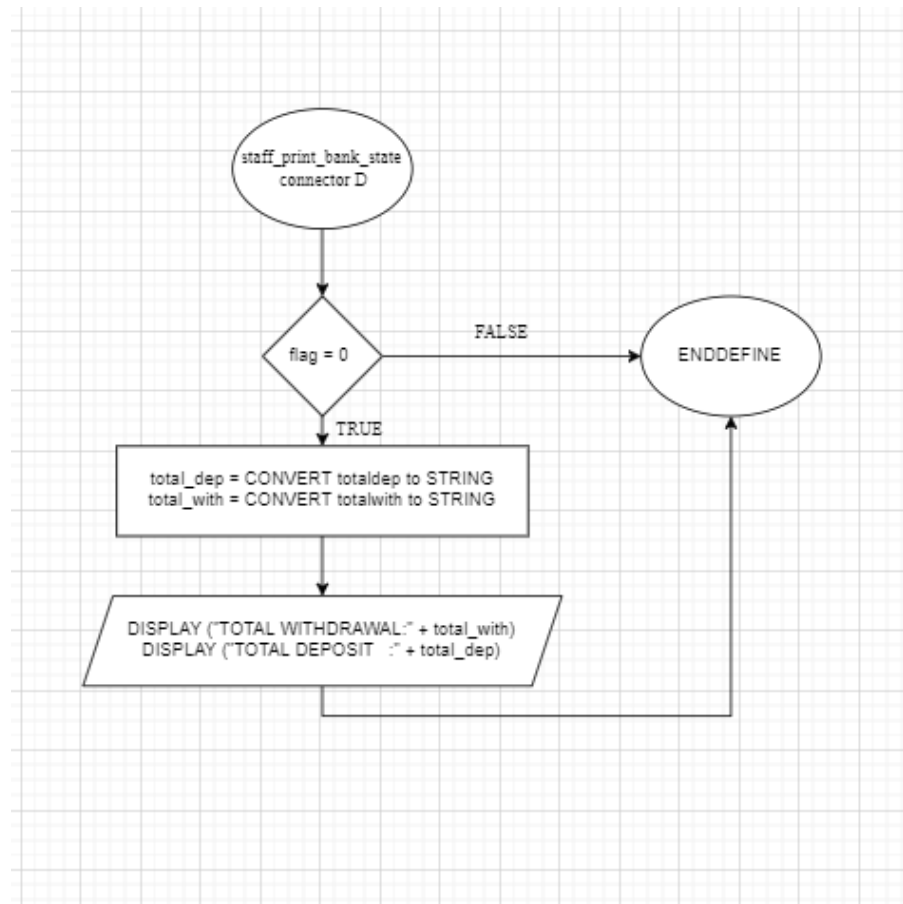 staff_print_bank_state
connector D
flag = 0
FALSE
ENDDEFINE
TRUE
total_dep = CONVERT totaldep to STRING
total_with = CONVERT totalwith to STRING
DISPLAY ("TOTAL WITHDRAWAL:" + total_with)
DISPLAY ("TOTAL DEPOSIT   :" + total_dep)